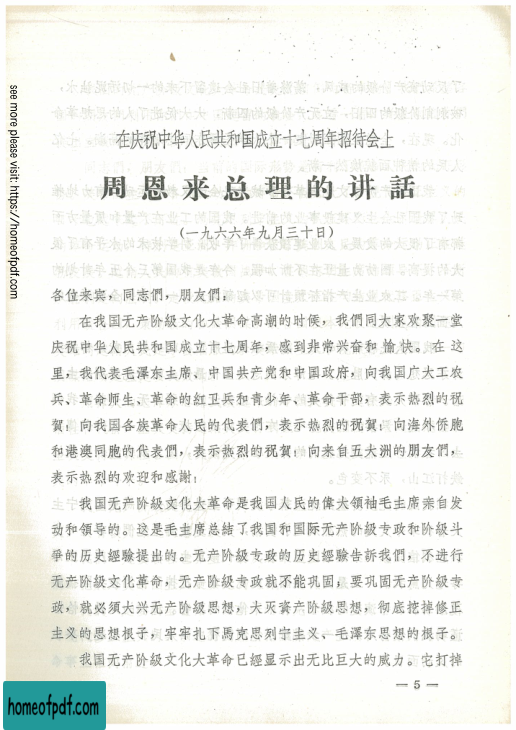 在庆祝中华人民共和国成立十七周年招待会上
周恩来总理的讲話
(一九六六年九月三十日)
各位来宾，同志們，朋友們：
在我国无产阶級文化大革命高潮的时候，我們同大家欢聚一堂
庆祝中华人民共和国成立十七周年，感到非常兴奋和愉快。在这
里，我代表毛澤东主席、中国共产党和中国政府，向我国广大工农
兵、革命师生、革命的紅卫兵和青少年、革命干部，表示热烈的祝
賀；向我国各族革命人民的代表們，表示热烈的祝賀；向海外侨胞
和港澳同胞的代表們，表示热烈的祝賀；向来自五大洲的朋友們，
表示热烈的欢迎和感謝！
我国无产阶級文化大革命是我国人民的偉大領袖毛主席亲自发
动和領导的。这是毛主席总結了我国和国际无产阶級专政和阶級斗
爭的历史經驗提出的。无产阶級专政的历史經驗告訴我們，不进行
无产阶級文化革命，无产阶級专政就不能巩固，要巩固无产阶級专
政，就必須大兴无产阶級思想，大灭資产阶級思想，彻底挖掉修正
主义的思想根子，牢牢扎下馬克思列宁主义、毛澤东思想的根子。
我国无产阶級文化大革命已經显示出无比巨大的威力。它打掉
— 5 —
see more please visit: https://homeofpdf.com
homeofpdf.com